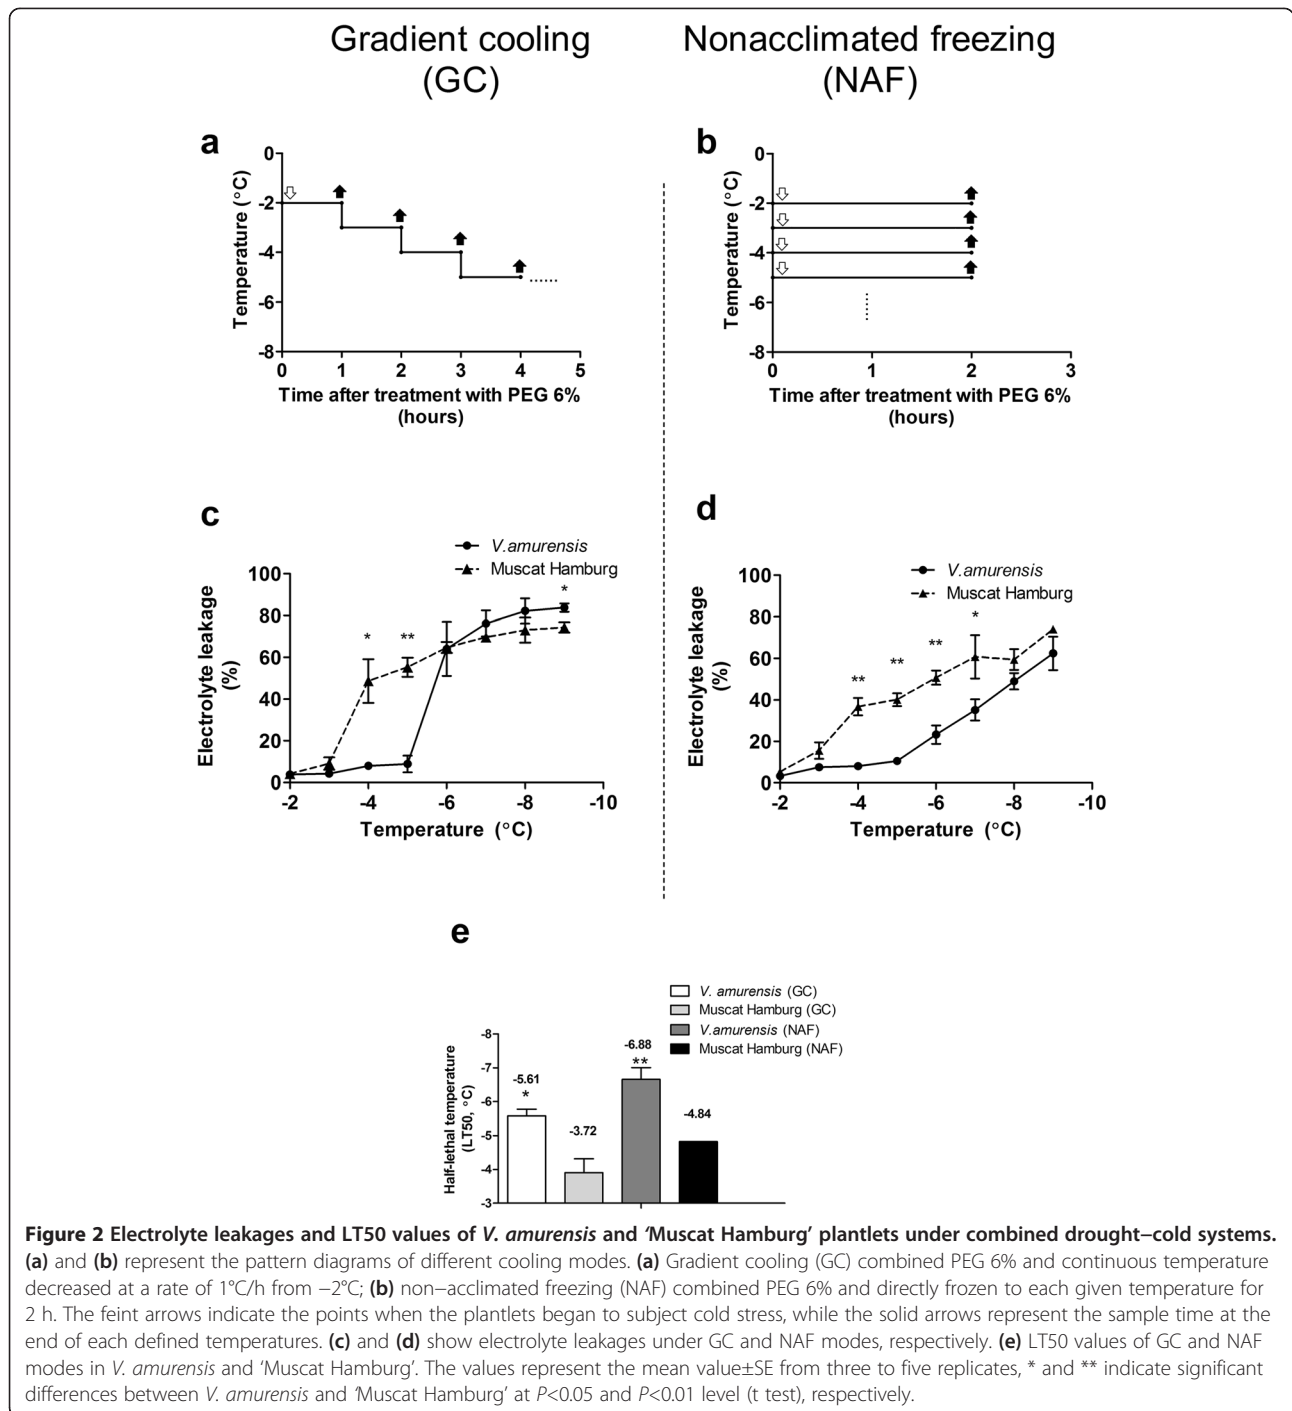 Gradient cooling
(GC)
Nonacclimated freezing
(NAF)
a
Temperature (°C)
0
-2
-4
-6
-8
0 1 2 3 4 5
Time after treatment with PEG 6%
(hours)
b
Temperature (°C)
0
-2
-4
-6
-8
0 1 2 3
Time after treatment with PEG 6%
(hours)
c
V.amurensis
Muscat Hamburg
Electrolyte leakage
(%)
100
80
60
40
20
0
* ** *
-2 -4 -6 -8 -10
Temperature (°C)
d
V.amurensis
Muscat Hamburg
Electrolyte leakage
(%)
100
80
60
40
20
0
** ** ** *
-2 -4 -6 -8 -10
Temperature (°C)
e
V. amurensis (GC)
Muscat Hamburg (GC)
V.amurensis (NAF)
Muscat Hamburg (NAF)
Half-lethal temperature
(LT50, °C)
-8
-7
-6
-5
-4
-3
-5.61
*
-3.72
-6.88
**
-4.84
Figure 2 Electrolyte leakages and LT50 values of V. amurensis and ‘Muscat Hamburg’ plantlets under combined drought–cold systems.
(a) and (b) represent the pattern diagrams of different cooling modes. (a) Gradient cooling (GC) combined PEG 6% and continuous temperature
decreased at a rate of 1°C/h from −2°C; (b) non−acclimated freezing (NAF) combined PEG 6% and directly frozen to each given temperature for
2 h. The feint arrows indicate the points when the plantlets began to subject cold stress, while the solid arrows represent the sample time at the
end of each defined temperatures. (c) and (d) show electrolyte leakages under GC and NAF modes, respectively. (e) LT50 values of GC and NAF
modes in V. amurensis and ‘Muscat Hamburg’. The values represent the mean value±SE from three to five replicates, * and ** indicate significant
differences between V. amurensis and ‘Muscat Hamburg’ at P<0.05 and P<0.01 level (t test), respectively.